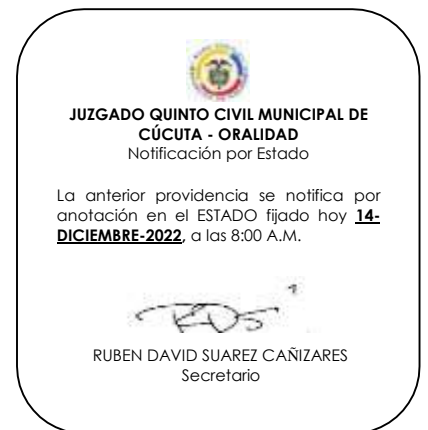 JUZGADO QUINTO CIVIL MUNICIPAL DE
CÚCUTA - ORALIDAD
Notificación por Estado
La anterior providencia se notifica por
anotación en el ESTADO fijado hoy 14-
DICIEMBRE-2022, a las 8:00 A.M.
RUBEN DAVID SUAREZ CAÑIZARES
Secretario